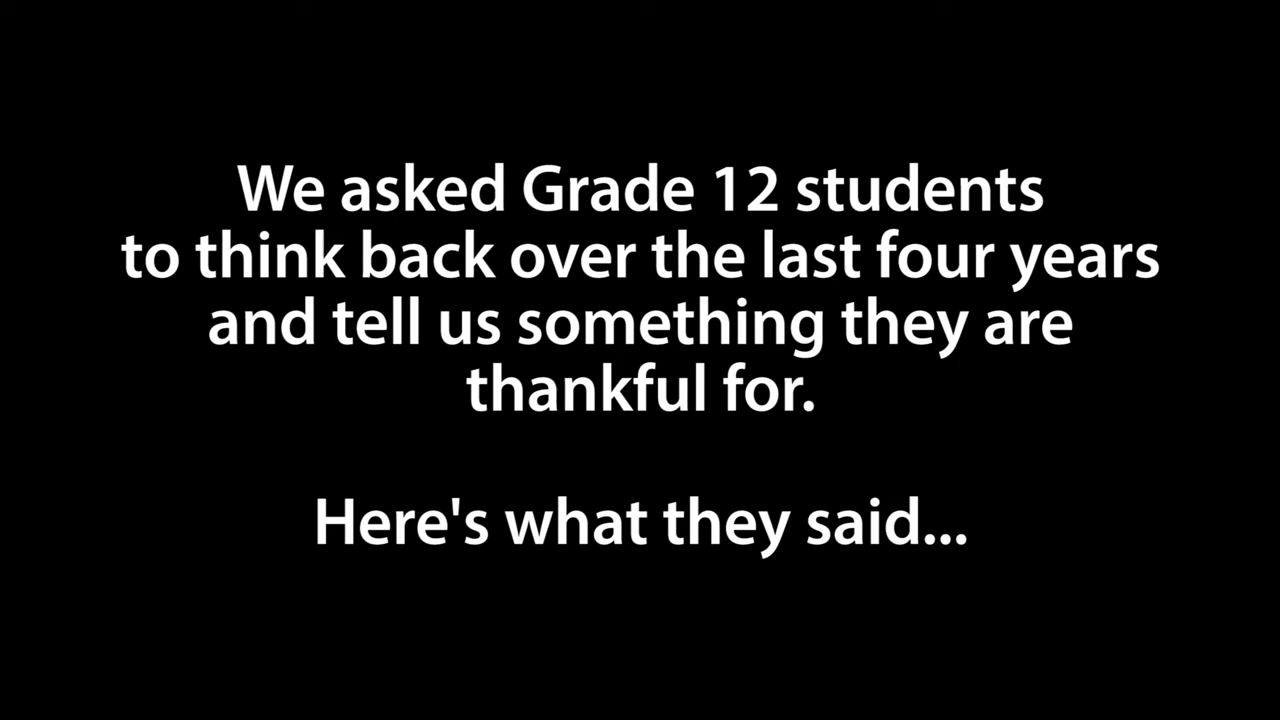 We asked Grade 12 students
to think back over the last four years
and tell us something they are
thankful for.
Here's what they said...